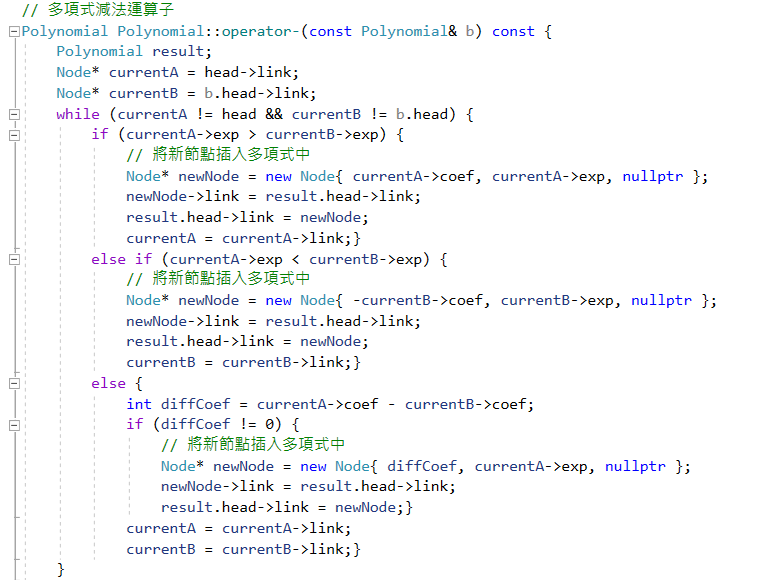 // 多項式減法運算子
Polynomial Polynomial::operator-(const Polynomial& b) const {
    Polynomial result;
    Node* currentA = head->link;
    Node* currentB = b.head->link;
    while (currentA != head && currentB != b.head) {
        if (currentA->exp > currentB->exp) {
            // 將新節點插入多項式中
            Node* newNode = new Node{ currentA->coef, currentA->exp, nullptr };
            newNode->link = result.head->link;
            result.head->link = newNode;
            currentA = currentA->link;}
        else if (currentA->exp < currentB->exp) {
            // 將新節點插入多項式中
            Node* newNode = new Node{ -currentB->coef, currentB->exp, nullptr };
            newNode->link = result.head->link;
            result.head->link = newNode;
            currentB = currentB->link;}
        else {
            int diffCoef = currentA->coef - currentB->coef;
            if (diffCoef != 0) {
                // 將新節點插入多項式中
                Node* newNode = new Node{ diffCoef, currentA->exp, nullptr };
                newNode->link = result.head->link;
                result.head->link = newNode;}
            currentA = currentA->link;
            currentB = currentB->link;}
    }